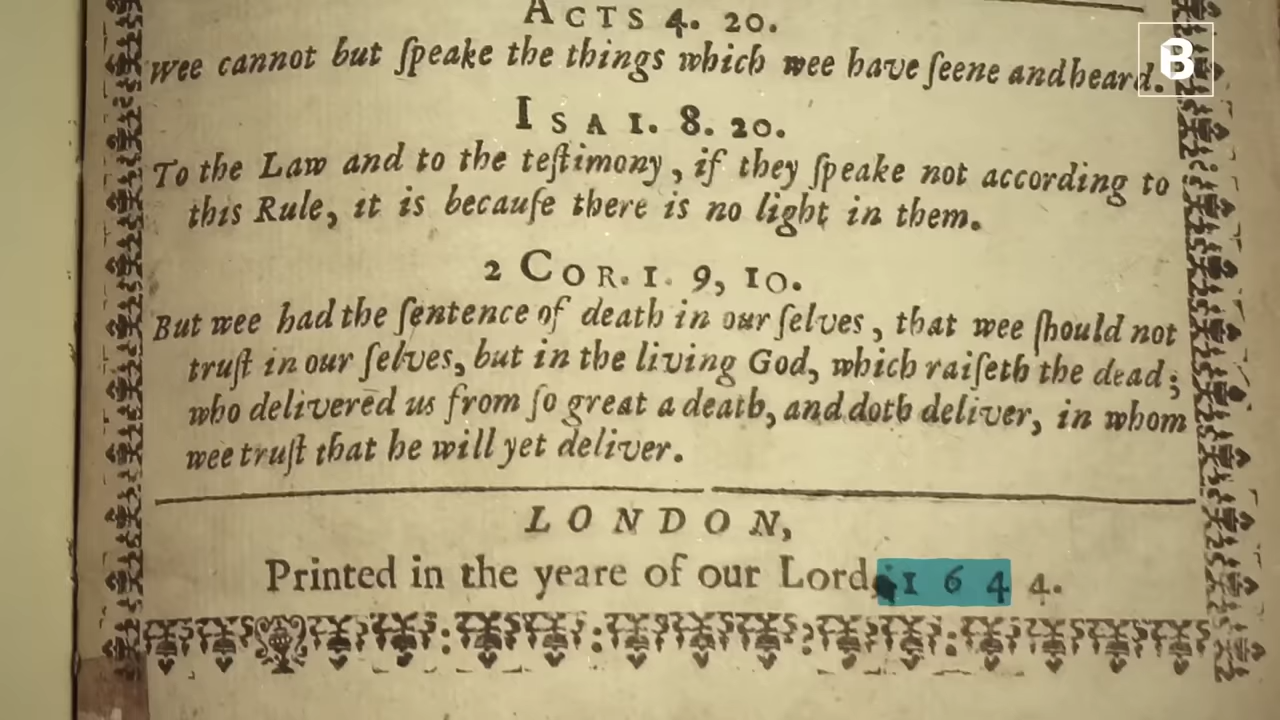 ACTS 4. 20.
Wee cannot but ſpeake the things which wee have ſeene and heard.
B
ISAI. 8. 20.
To the Law and to the teſtimony, if they ſpeake not according to
this Rule, it is becauſe there is no light in them.
2 COR. 1. 9, 10.
But wee had the ſentence of death in our ſelves, that wee ſhould not
truſt in our ſelves, but in the living God, which raiſeth the dead;
who delivered us from ſo great a death, and doth deliver, in whom
wee truſt that he will yet deliver.
LONDON,
Printed in the yeare of our Lord, 1644.